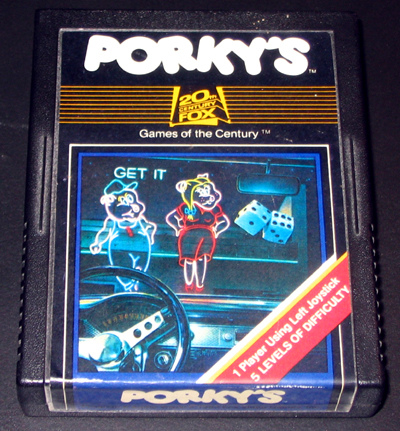 PORKY'S™
20th
CENTURY
FOX
Games of the Century™
GET IT
1 Player Using Left Joystick
5 LEVELS OF DIFFICULTY
PORKY'S